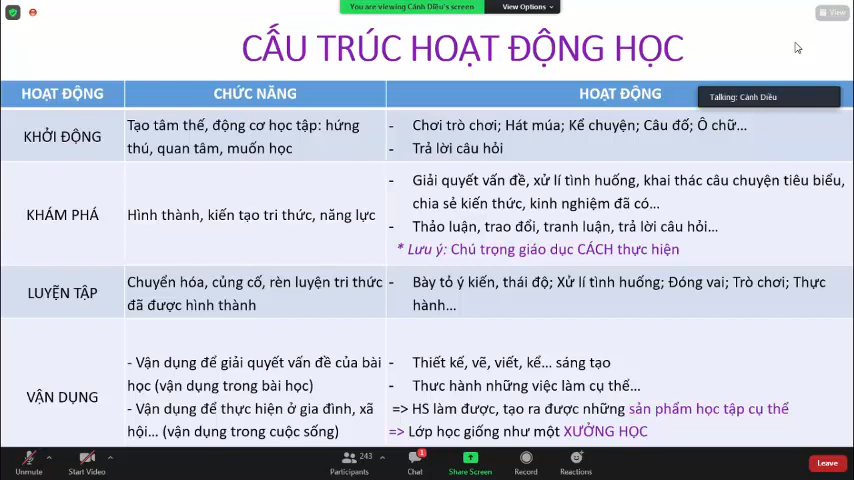 You are viewing Cánh Diều's screen
View Options
View
CẤU TRÚC HOẠT ĐỘNG HỌC
HOẠT ĐỘNG
CHỨC NĂNG
HOẠT ĐỘNG
Talking: Cánh Diều
KHỞI ĐỘNG
Tạo tâm thế, động cơ học tập: hứng
thú, quan tâm, muốn học
- Chơi trò chơi; Hát múa; Kể chuyện; Câu đố; Ô chữ...
- Trả lời câu hỏi
KHÁM PHÁ
Hình thành, kiến tạo tri thức, năng lực
- Giải quyết vấn đề, xử lí tình huống, khai thác câu chuyện tiêu biểu,
chia sẻ kiến thức, kinh nghiệm đã có...
- Thảo luận, trao đổi, tranh luận, trả lời câu hỏi...
* Lưu ý: Chú trọng giáo dục CÁCH thực hiện
LUYỆN TẬP
Chuyển hóa, củng cố, rèn luyện tri thức
đã được hình thành
- Bày tỏ ý kiến, thái độ; Xử lí tình huống; Đóng vai; Trò chơi; Thực
hành...
VẬN DỤNG
- Vận dụng để giải quyết vấn đề của bài
học (vận dụng trong bài học)
- Vận dụng để thực hiện ở gia đình, xã
hội... (vận dụng trong cuộc sống)
- Thiết kế, vẽ, viết, kể... sáng tạo
- Thưc hành những việc làm cụ thể...
=> HS làm được, tạo ra được những sản phẩm học tập cụ thể
=> Lớp học giống như một XƯỞNG HỌC
Unmute
Start Video
243
Participants
1
Chat
Share Screen
Record
Reactions
Leave